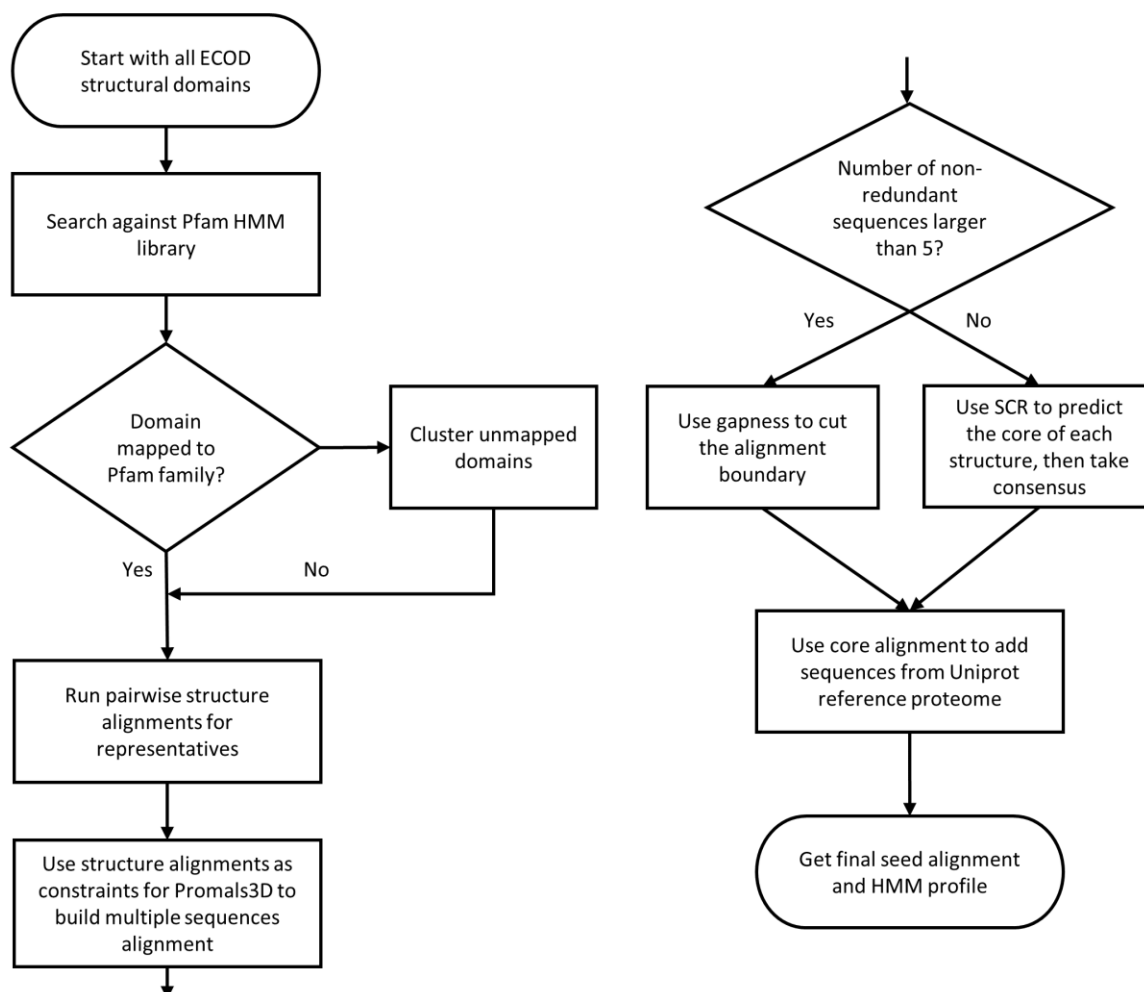 Start with all ECOD
structural domains
Search against Pfam HMM
library
Domain
mapped to
Pfam family?
Cluster unmapped
domains
Yes
No
Run pairwise structure
alignments for
representatives
Use structure alignments as
constraints for Promals3D to
build multiple sequences
alignment
Number of non-
redundant
sequences larger
than 5?
Yes
No
Use gapness to cut
the alignment
boundary
Use SCR to predict
the core of each
structure, then take
consensus
Use core alignment to add
sequences from Uniprot
reference proteome
Get final seed alignment
and HMM profile